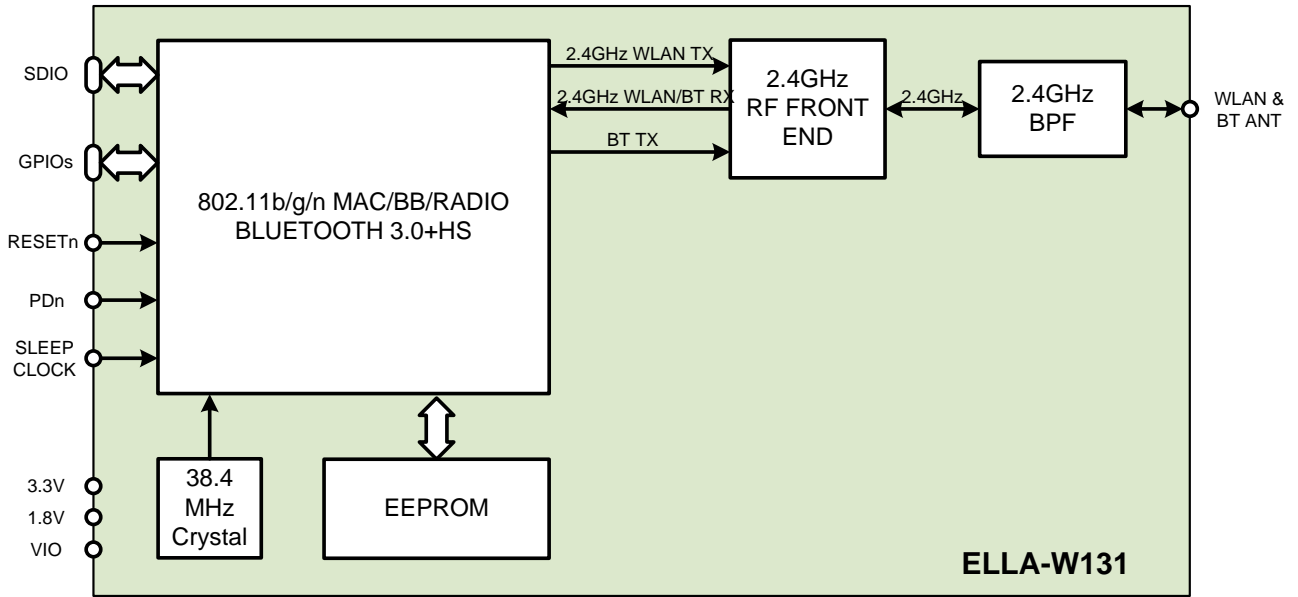 SDIO
GPIOs
RESETn
PDn
SLEEP
CLOCK
3.3V
1.8V
VIO
802.11b/g/n MAC/BB/RADIO
BLUETOOTH 3.0+HS
38.4
MHz
Crystal
EEPROM
2.4GHz WLAN TX
2.4GHz WLAN/BT RX
BT TX
2.4GHz
RF FRONT
END
2.4GHz
2.4GHz
BPF
WLAN &
BT ANT
ELLA-W131